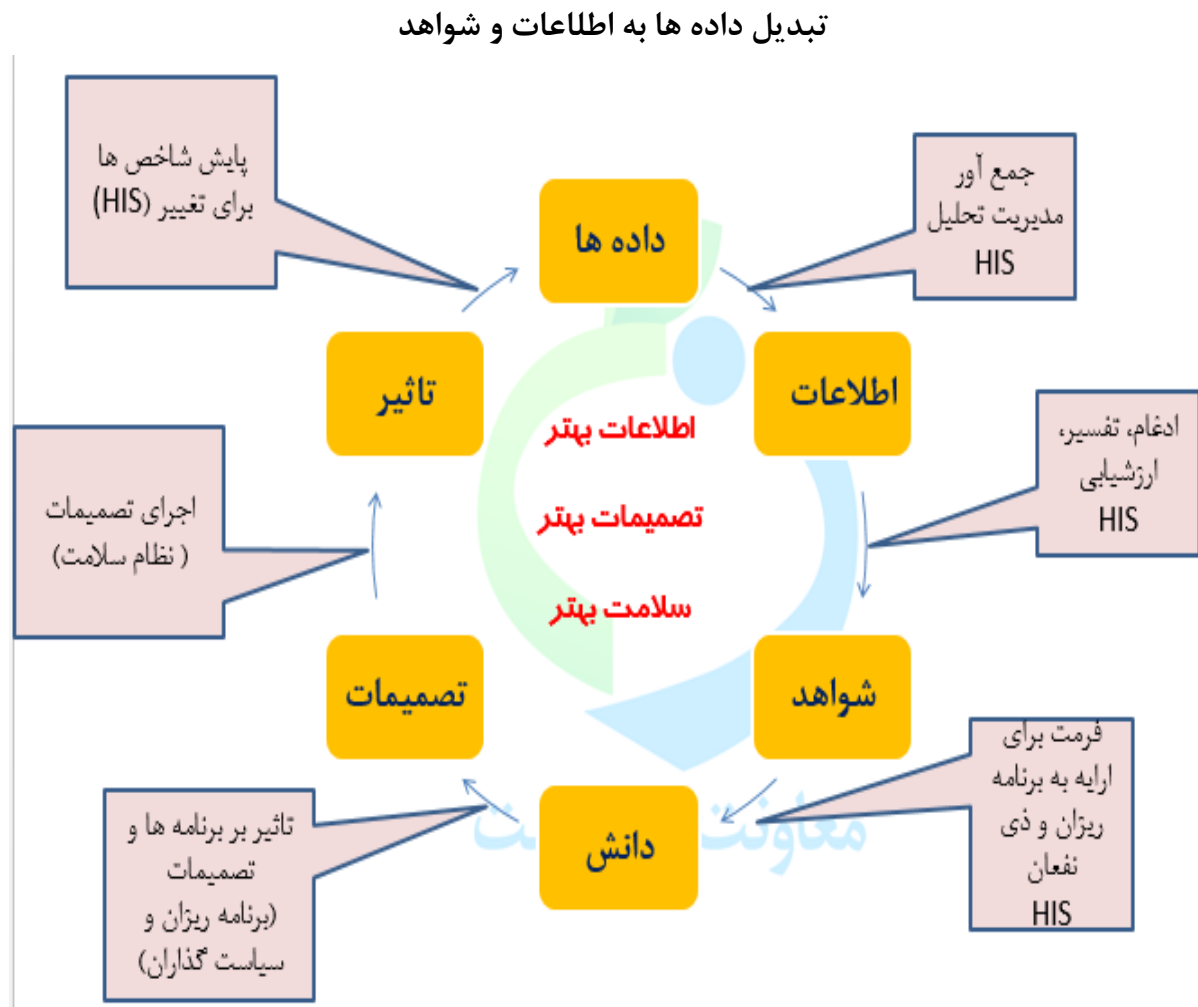 تبدیل داده ها به اطلاعات و شواهد
داده ها
جمع آور
مدیریت تحلیل
HIS
اطلاعات
ادغام، تفسیر،
ارزشیابی
HIS
شواهد
فرمت برای
ارایه به برنامه
ریزان و ذی
نفعان
HIS
دانش
تاثیر بر برنامه ها و
تصمیمات
(برنامه ریزان و
سیاست گذاران)
تصمیمات
اجرای تصمیمات
( نظام سلامت)
تاثیر
پایش شاخص ها
برای تغییر (HIS)
اطلاعات بهتر
تصمیمات بهتر
سلامت بهتر
معاونت